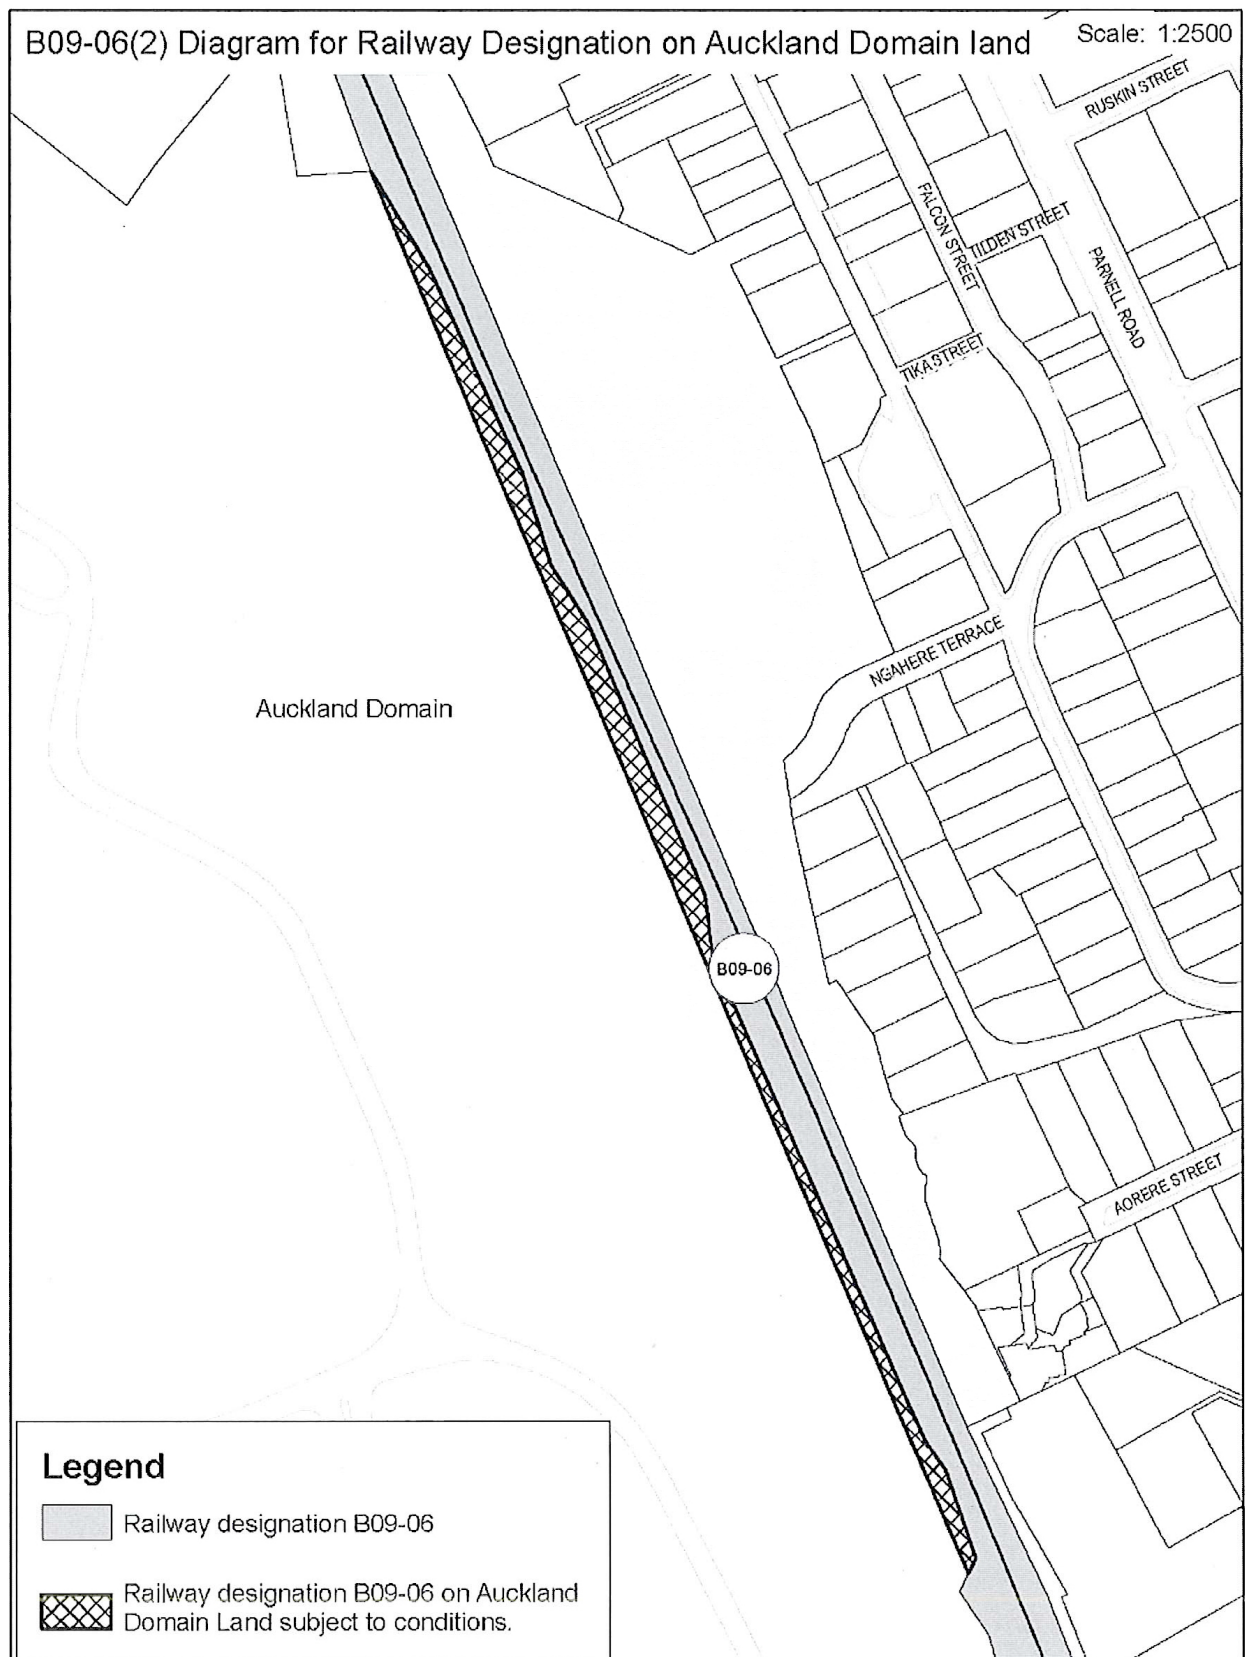 B09-06(2) Diagram for Railway Designation on Auckland Domain land
Scale: 1:2500
RUSKIN STREET
FALCON STREET
TILDEN STREET
PARNELL ROAD
TIKA STREET
NGAHERE TERRACE
Auckland Domain
B09-06
AORERE STREET
Legend
Railway designation B09-06
Railway designation B09-06 on Auckland
Domain Land subject to conditions.